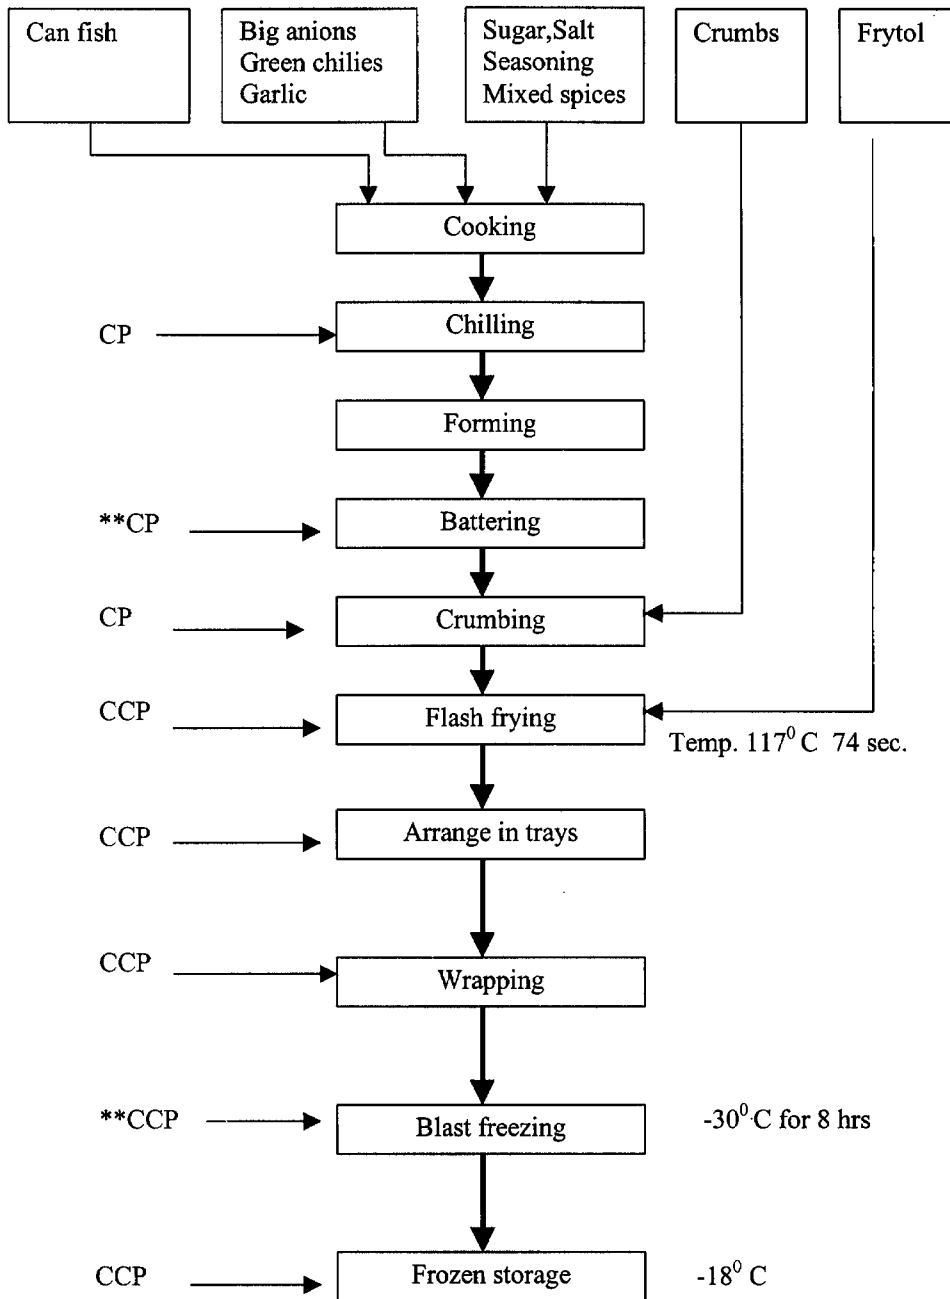 Can fish
Big anions
Green chilies
Garlic
Sugar,Salt
Seasoning
Mixed spices
Crumbs
Frytol
Cooking
CP
Chilling
Forming
**CP
Battering
CP
Crumbing
CCP
Flash frying
Temp. 117⁰ C 74 sec.
CCP
Arrange in trays
CCP
Wrapping
**CCP
Blast freezing
-30⁰ C for 8 hrs
CCP
Frozen storage
-18⁰ C